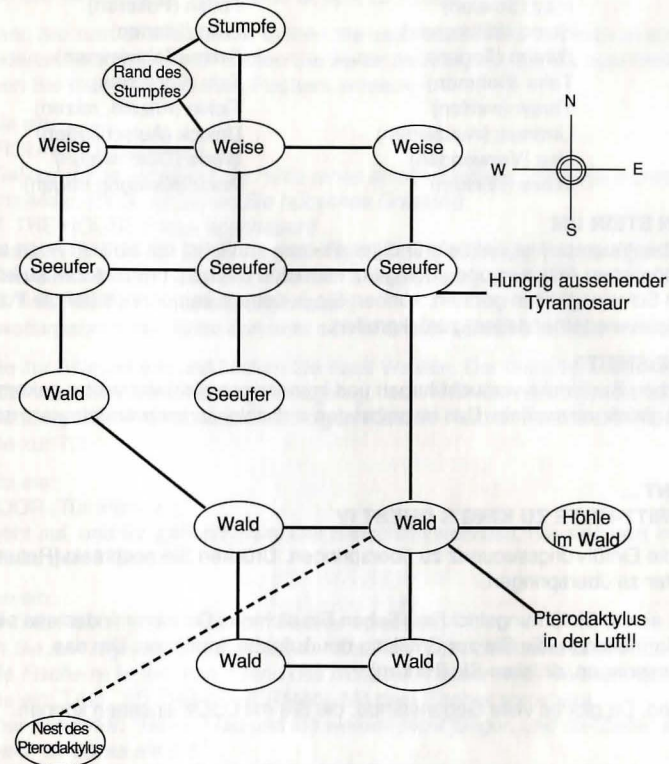 Stumpfe
Rand des
Stumpfes
N
W
E
S
Weise
Weise
Weise
Seeufer
Seeufer
Seeufer
Hungrig aussehender
Tyrannosaur
Wald
Seeufer
Wald
Wald
Höhle
im Wald
Pterodaktylus
in der Luft!!
Wald
Wald
Nest des
Pterodaktylus